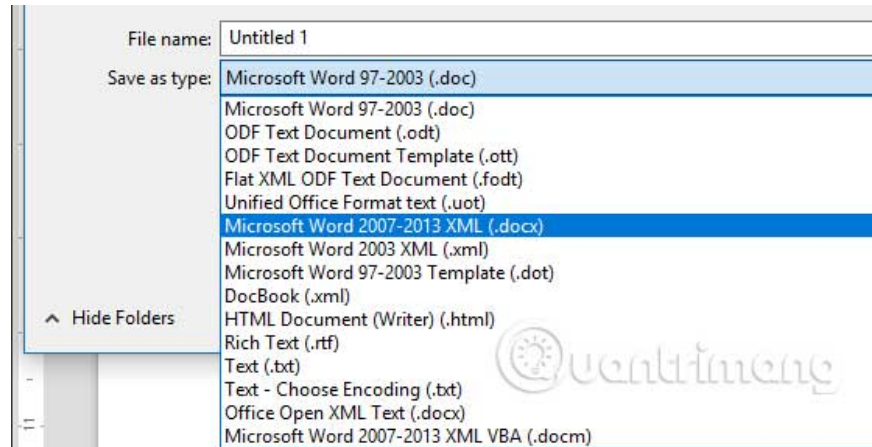 File name: Untitled 1
Save as type: Microsoft Word 97-2003 (.doc)
Microsoft Word 97-2003 (.doc)
ODF Text Document (.odt)
ODF Text Document Template (.ott)
Flat XML ODF Text Document (.fodt)
Unified Office Format text (.uot)
Microsoft Word 2007-2013 XML (.docx)
Microsoft Word 2003 XML (.xml)
Microsoft Word 97-2003 Template (.dot)
DocBook (.xml)
Hide Folders
HTML Document (Writer) (.html)
Rich Text (.rtf)
Text (.txt)
Text - Choose Encoding (.txt)
Office Open XML Text (.docx)
Microsoft Word 2007-2013 XML VBA (.docm)
Quantrimang